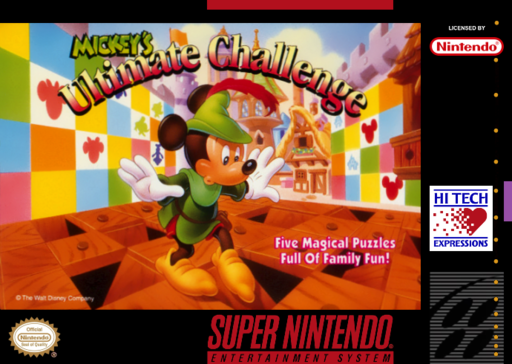 LICENSED BY
Nintendo®
MICKEY'S
Ultimate Challenge
HI TECH
EXPRESSIONS
Five Magical Puzzles
Full Of Family Fun!
© The Walt Disney Company
Official
Nintendo
Seal of Quality
SUPER NINTENDO®
ENTERTAINMENT SYSTEM